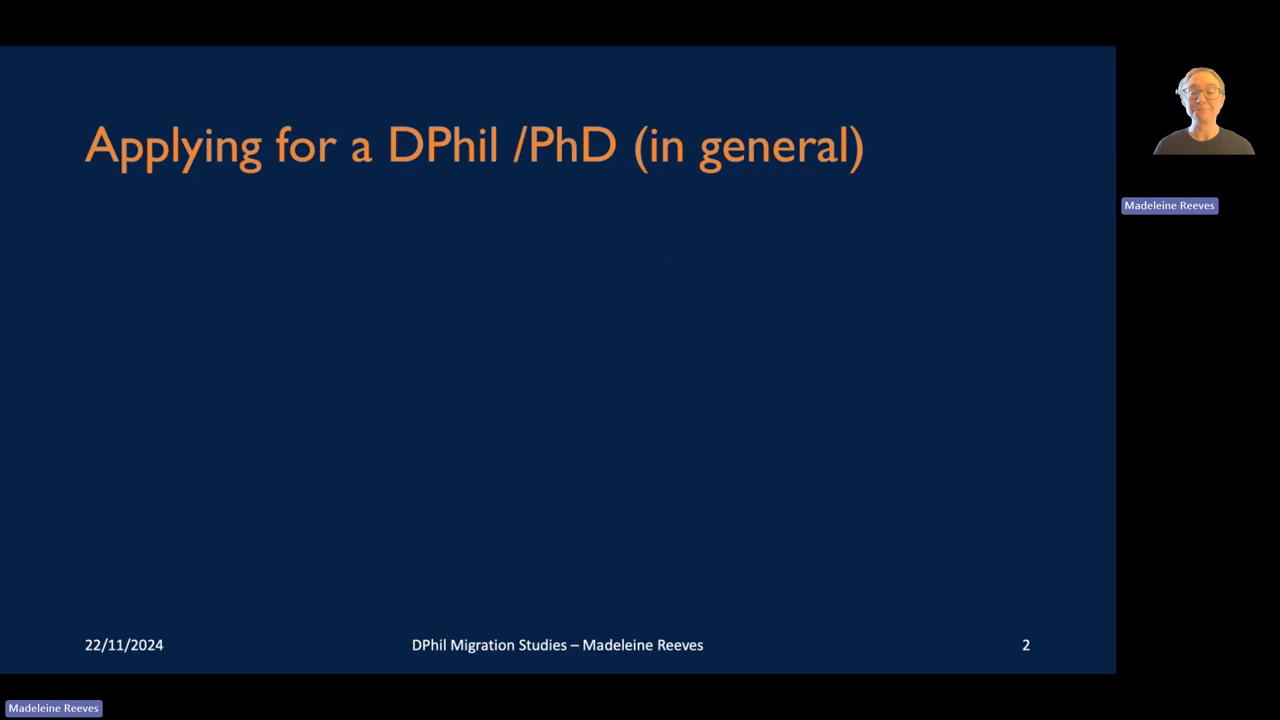 Applying for a DPhil /PhD (in general)
Madeleine Reeves
22/11/2024
DPhil Migration Studies – Madeleine Reeves
2
Madeleine Reeves